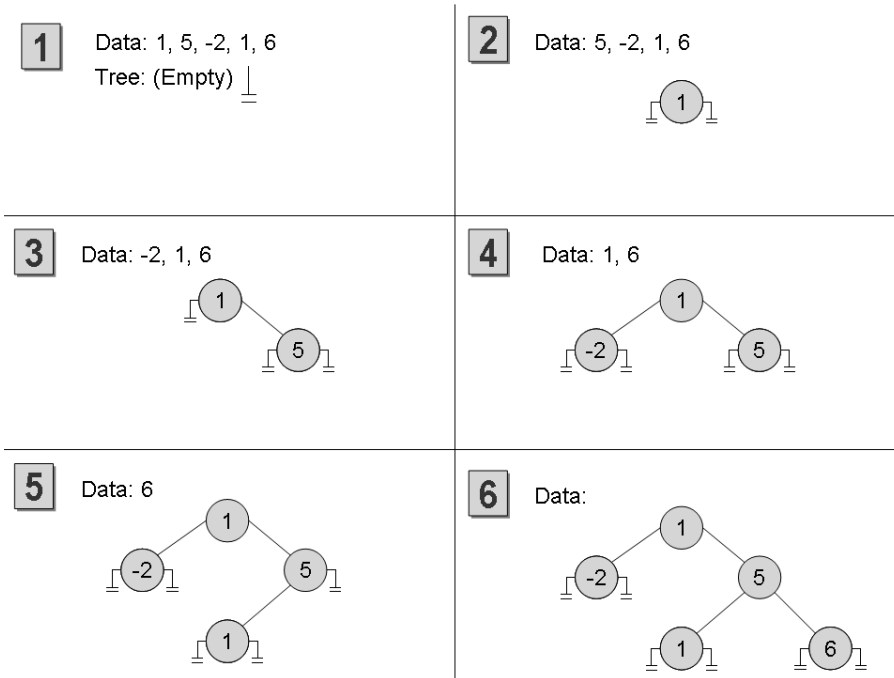 1
Data: 1, 5, -2, 1, 6
Tree: (Empty)
2
Data: 5, -2, 1, 6
1
3
Data: -2, 1, 6
1
5
4
Data: 1, 6
1
-2 5
5
Data: 6
1
-2 5
1
6
Data:
1
-2 5
1 6